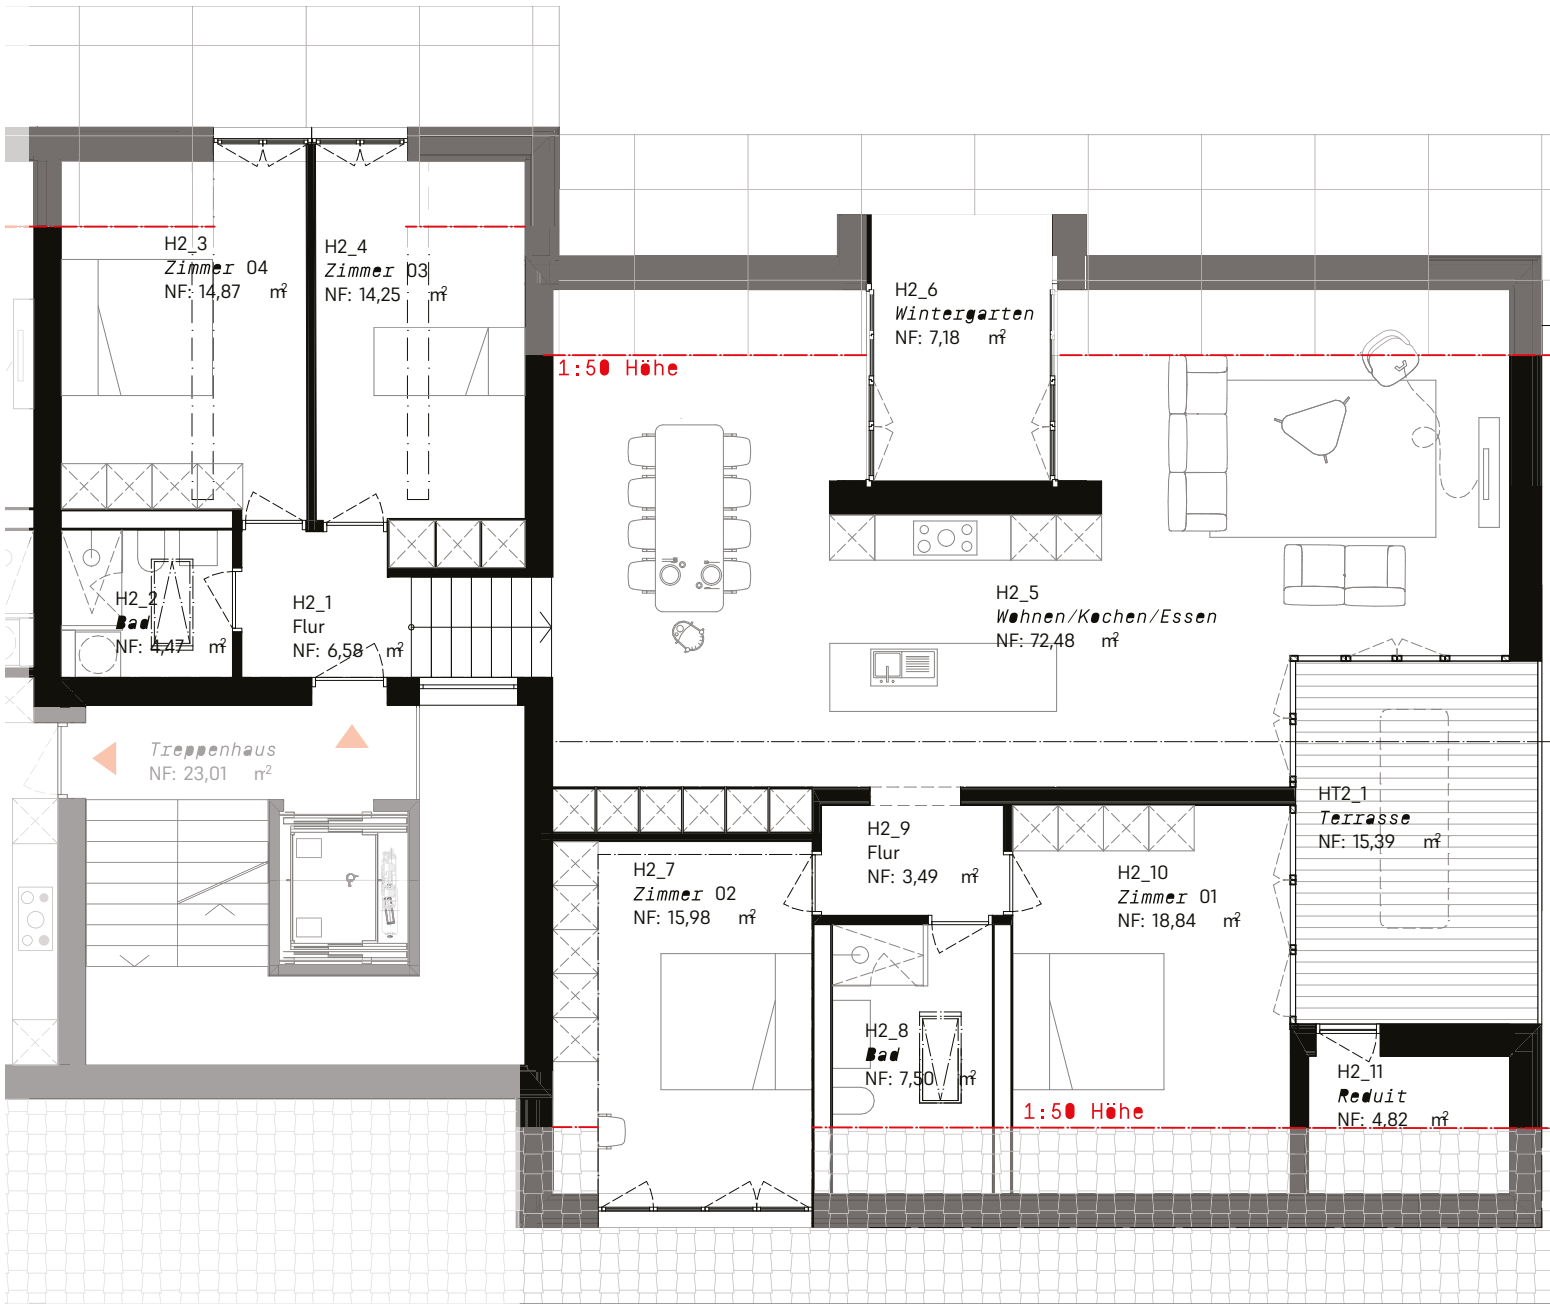 H2_3
Zimmer 04
NF: 14,87 m²
H2_4
Zimmer 03
NF: 14,25 m²
H2_6
Wintergarten
NF: 7,18 m²
1:50 Höhe
H2_2
Bad
NF: 4,47 m²
H2_1
Flur
NF: 6,58 m²
H2_5
Wohnen/Kochen/Essen
NF: 72,48 m²
Treppenhaus
NF: 23,01 m²
HT2_1
Terrasse
NF: 15,39 m²
H2_9
Flur
NF: 3,49 m²
H2_7
Zimmer 02
NF: 15,98 m²
H2_10
Zimmer 01
NF: 18,84 m²
H2_8
Bad
NF: 7,50 m²
H2_11
Reduit
NF: 4,82 m²
1:50 Höhe